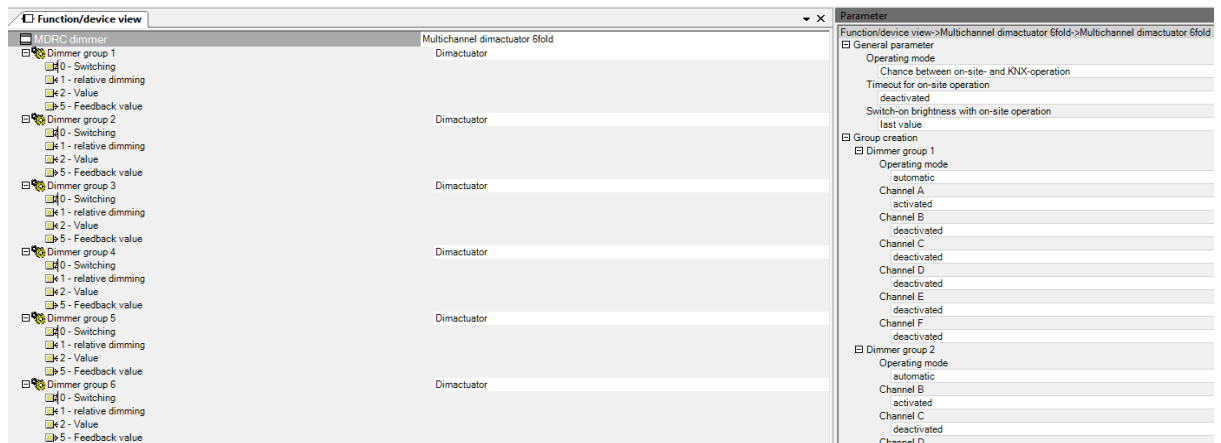 Function/device view
MDRC dimmer Multichannel dimactuator 6fold
Dimmer group 1 Dimactuator
0 - Switching
1 - relative dimming
2 - Value
5 - Feedback value
Dimmer group 2 Dimactuator
0 - Switching
1 - relative dimming
2 - Value
5 - Feedback value
Dimmer group 3 Dimactuator
0 - Switching
1 - relative dimming
2 - Value
5 - Feedback value
Dimmer group 4 Dimactuator
0 - Switching
1 - relative dimming
2 - Value
5 - Feedback value
Dimmer group 5 Dimactuator
0 - Switching
1 - relative dimming
2 - Value
5 - Feedback value
Dimmer group 6 Dimactuator
0 - Switching
1 - relative dimming
2 - Value
5 - Feedback value
Parameter
Function/device view->Multichannel dimactuator 6fold->Multichannel dimactuator 6fold
General parameter
Operating mode
Chance between on-site- and KNX-operation
Timeout for on-site operation
deactivated
Switch-on brightness with on-site operation
last value
Group creation
Dimmer group 1
Operating mode
automatic
Channel A
activated
Channel B
deactivated
Channel C
deactivated
Channel D
deactivated
Channel E
deactivated
Channel F
deactivated
Dimmer group 2
Operating mode
automatic
Channel B
activated
Channel C
deactivated
Channel D